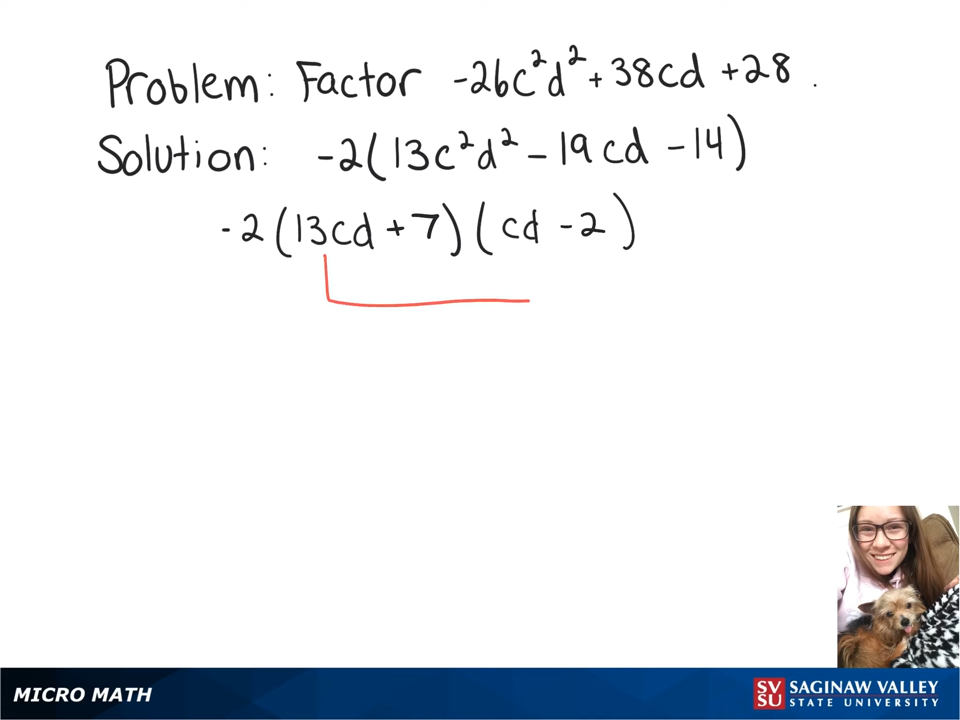 Problem: Factor -26c²d² + 38cd + 28.
Solution: -2(13c²d² - 19cd - 14)
-2(13cd + 7)(cd - 2)
MICRO MATH
SV SU SAGINAW VALLEY STATE UNIVERSITY